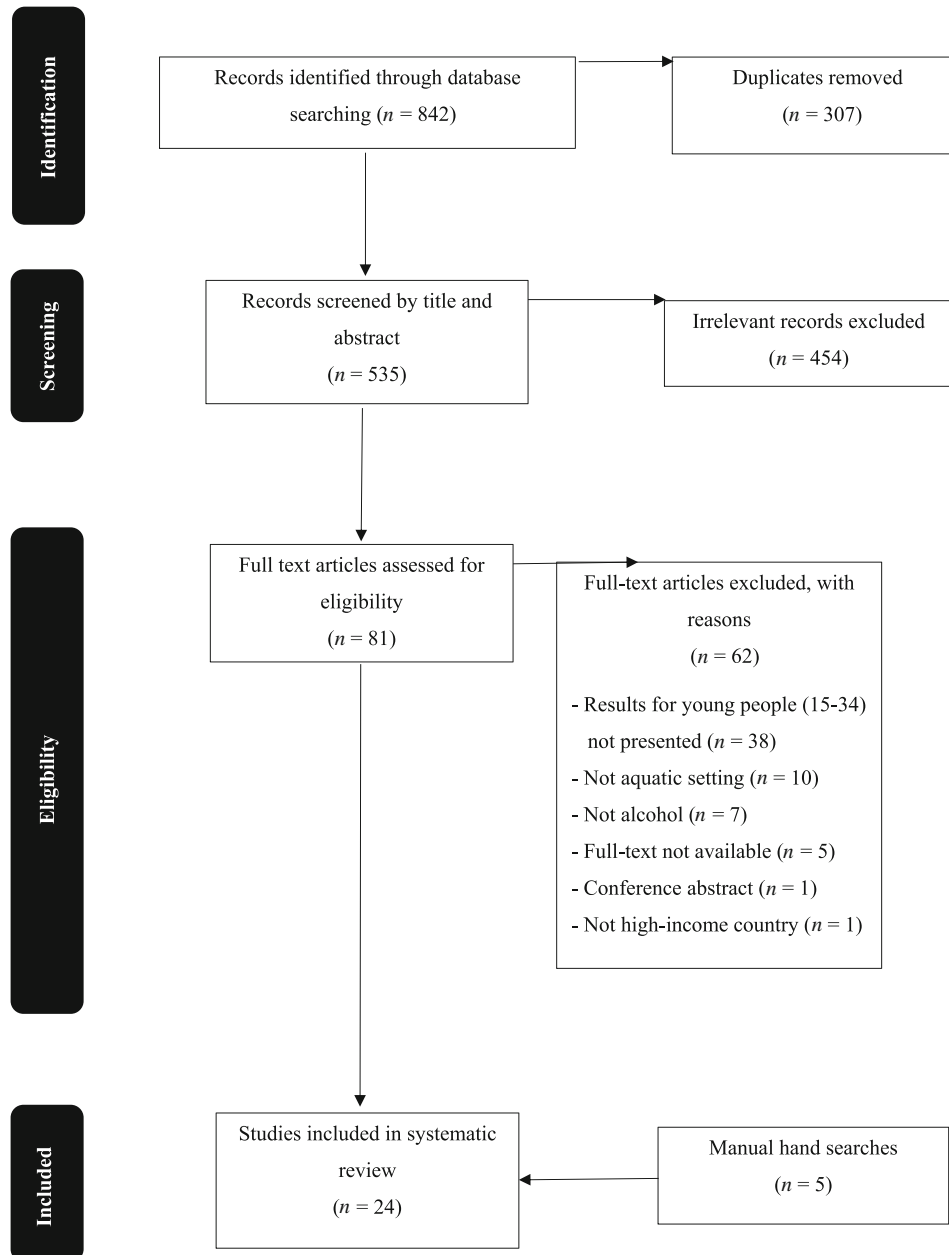 Identification
Records identified through database
searching (n = 842)
Duplicates removed
(n = 307)
Screening
Records screened by title and
abstract
(n = 535)
Irrelevant records excluded
(n = 454)
Eligibility
Full text articles assessed for
eligibility
(n = 81)
Full-text articles excluded, with
reasons
(n = 62)
- Results for young people (15-34)
not presented (n = 38)
- Not aquatic setting (n = 10)
- Not alcohol (n = 7)
- Full-text not available (n = 5)
- Conference abstract (n = 1)
- Not high-income country (n = 1)
Included
Studies included in systematic
review
(n = 24)
Manual hand searches
(n = 5)